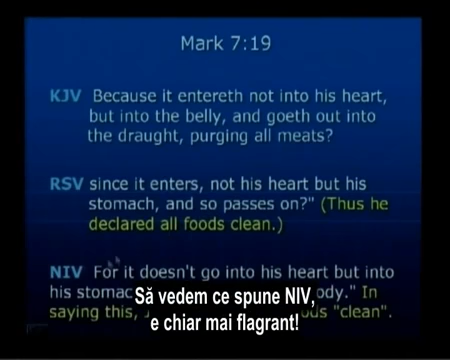 Mark 7:19
KJV Because it entereth not into his heart,
but into the belly, and goeth out into
the draught, purging all meats?
RSV since it enters, not his heart but his
stomach, and so passes on?" (Thus he
declared all foods clean.)
NIV For it doesn't go into his heart but into
his stomac ody." In
saying this, ds "clean".
Să vedem ce spune NIV,
e chiar mai flagrant!